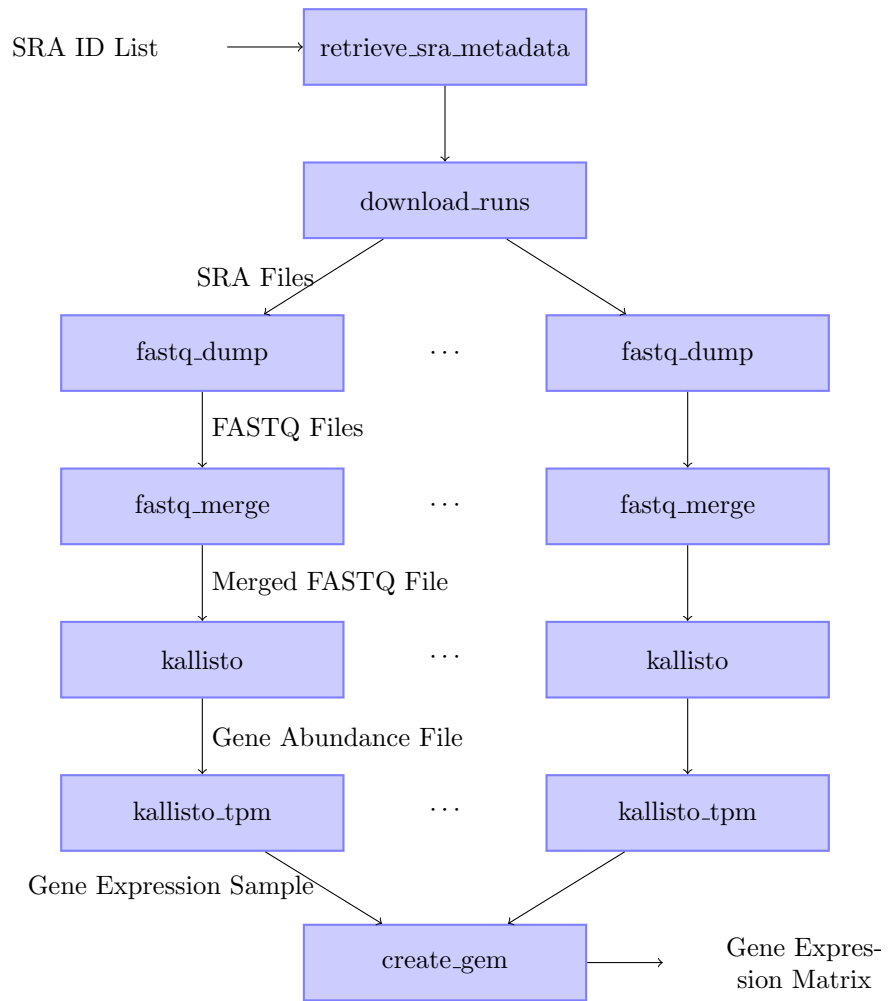 SRA ID List
retrieve_sra_metadata
download_runs
SRA Files
fastq_dump
. . .
fastq_dump
FASTQ Files
fastq_merge
. . .
fastq_merge
Merged FASTQ File
kallisto
. . .
kallisto
Gene Abundance File
kallisto_tpm
. . .
kallisto_tpm
Gene Expression Sample
create_gem
Gene Expres-
sion Matrix